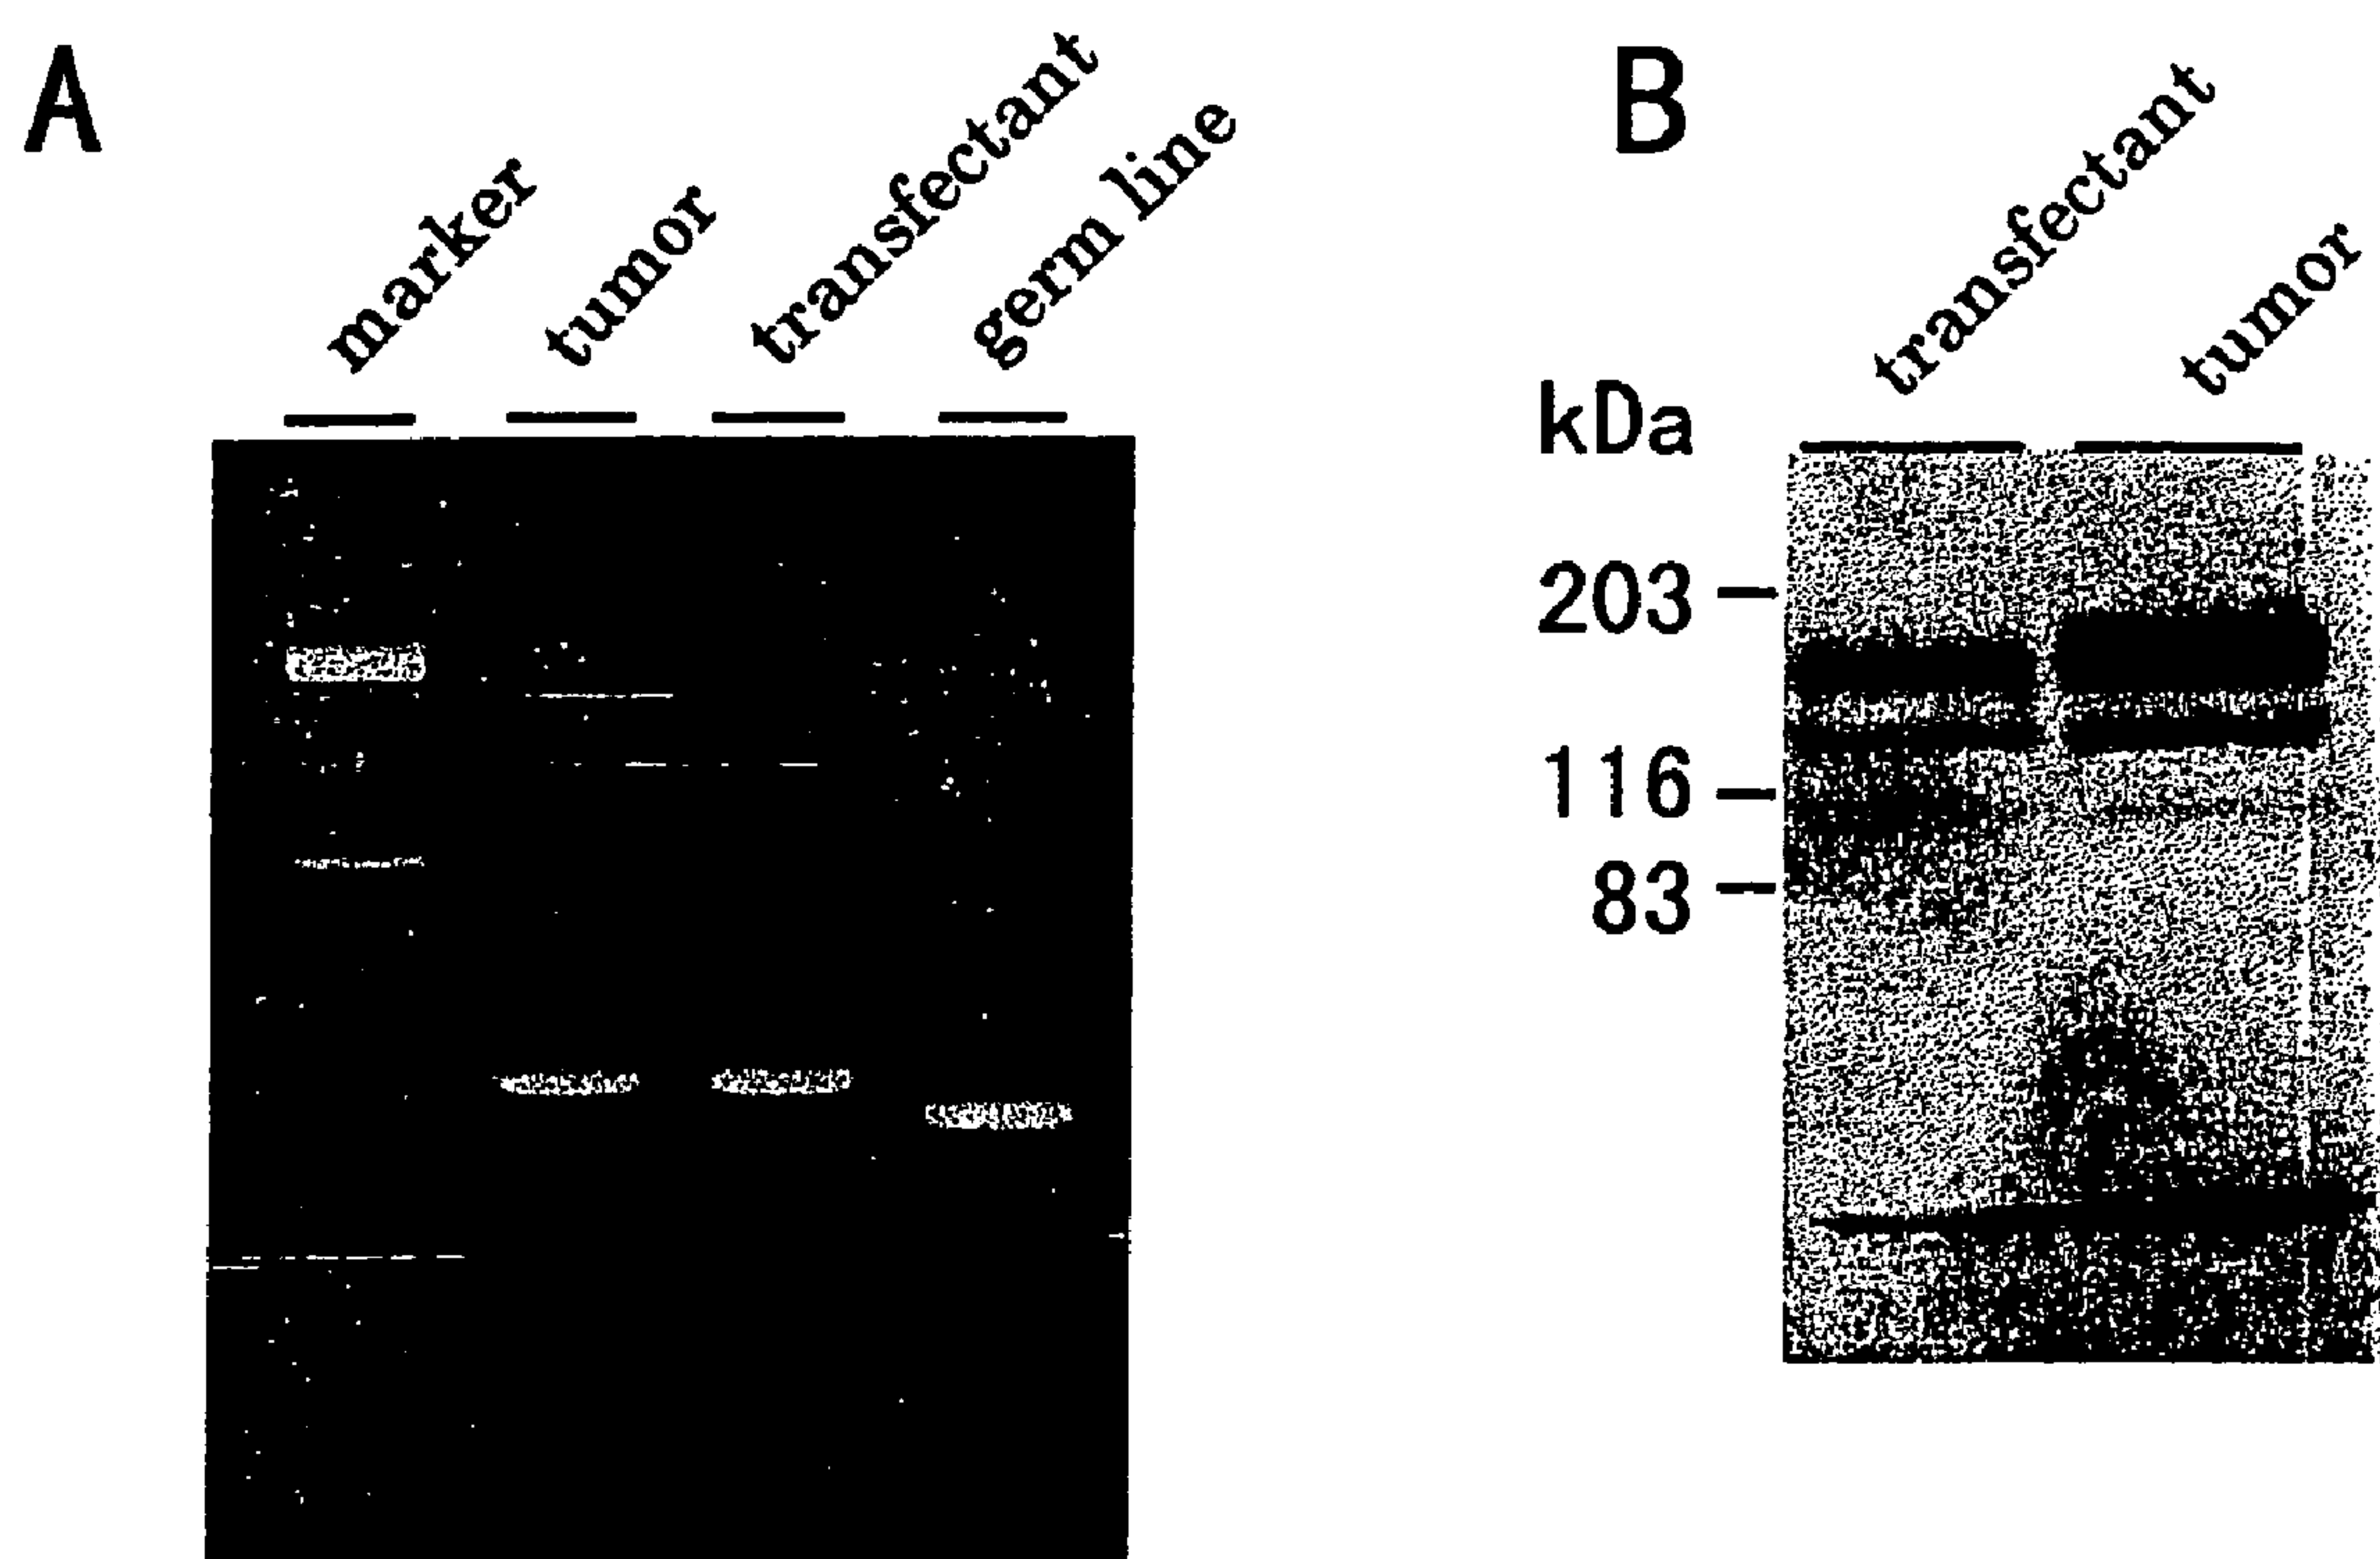 A
marker
tumor
transfectant
germ line
B
transfectant
tumor
kDa
203
116
83